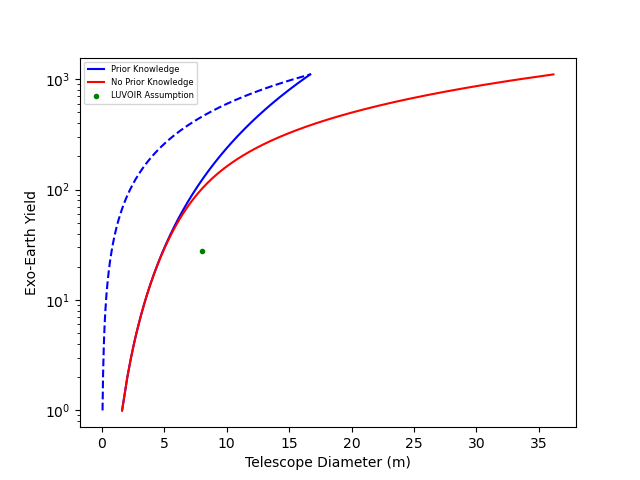 Prior Knowledge
No Prior Knowledge
LUVOIR Assumption
Exo-Earth Yield
10³
10²
10¹
10⁰
0 5 10 15 20 25 30 35
Telescope Diameter (m)